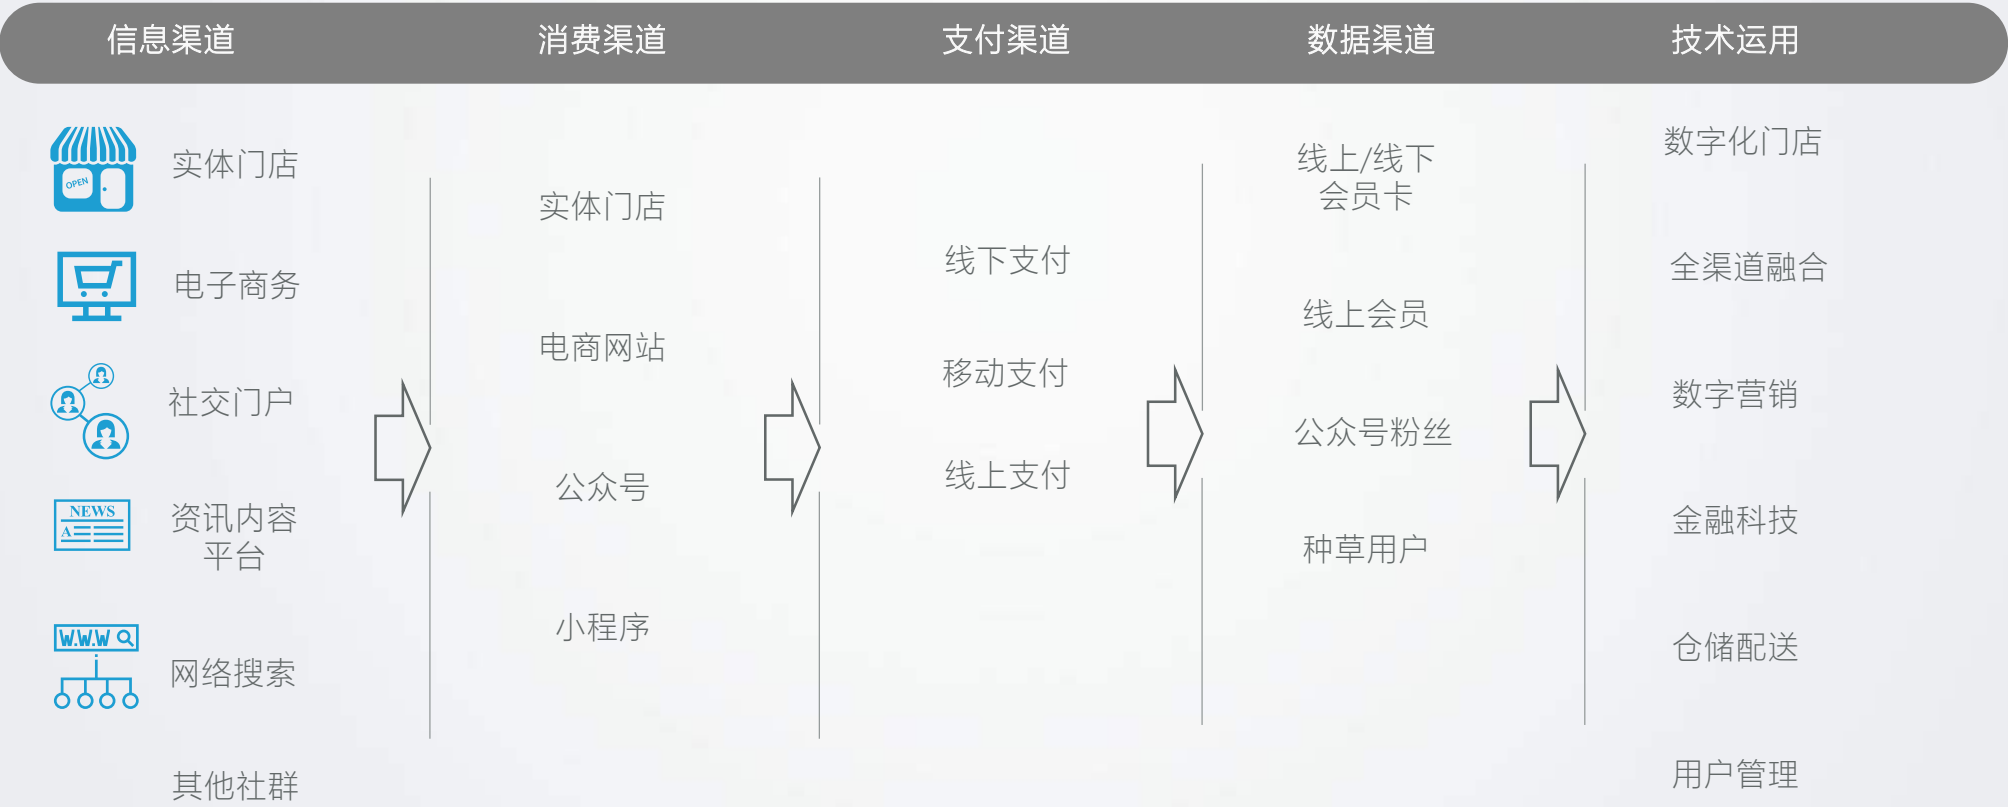 信息渠道
消费渠道
支付渠道
数据渠道
技术运用
OPEN
实体门店
电子商务
社交门户
NEWS
A
资讯内容
平台
W.W.W
网络搜索
其他社群
实体门店
电商网站
公众号
小程序
线下支付
移动支付
线上支付
线上/线下
会员卡
线上会员
公众号粉丝
种草用户
数字化门店
全渠道融合
数字营销
金融科技
仓储配送
用户管理